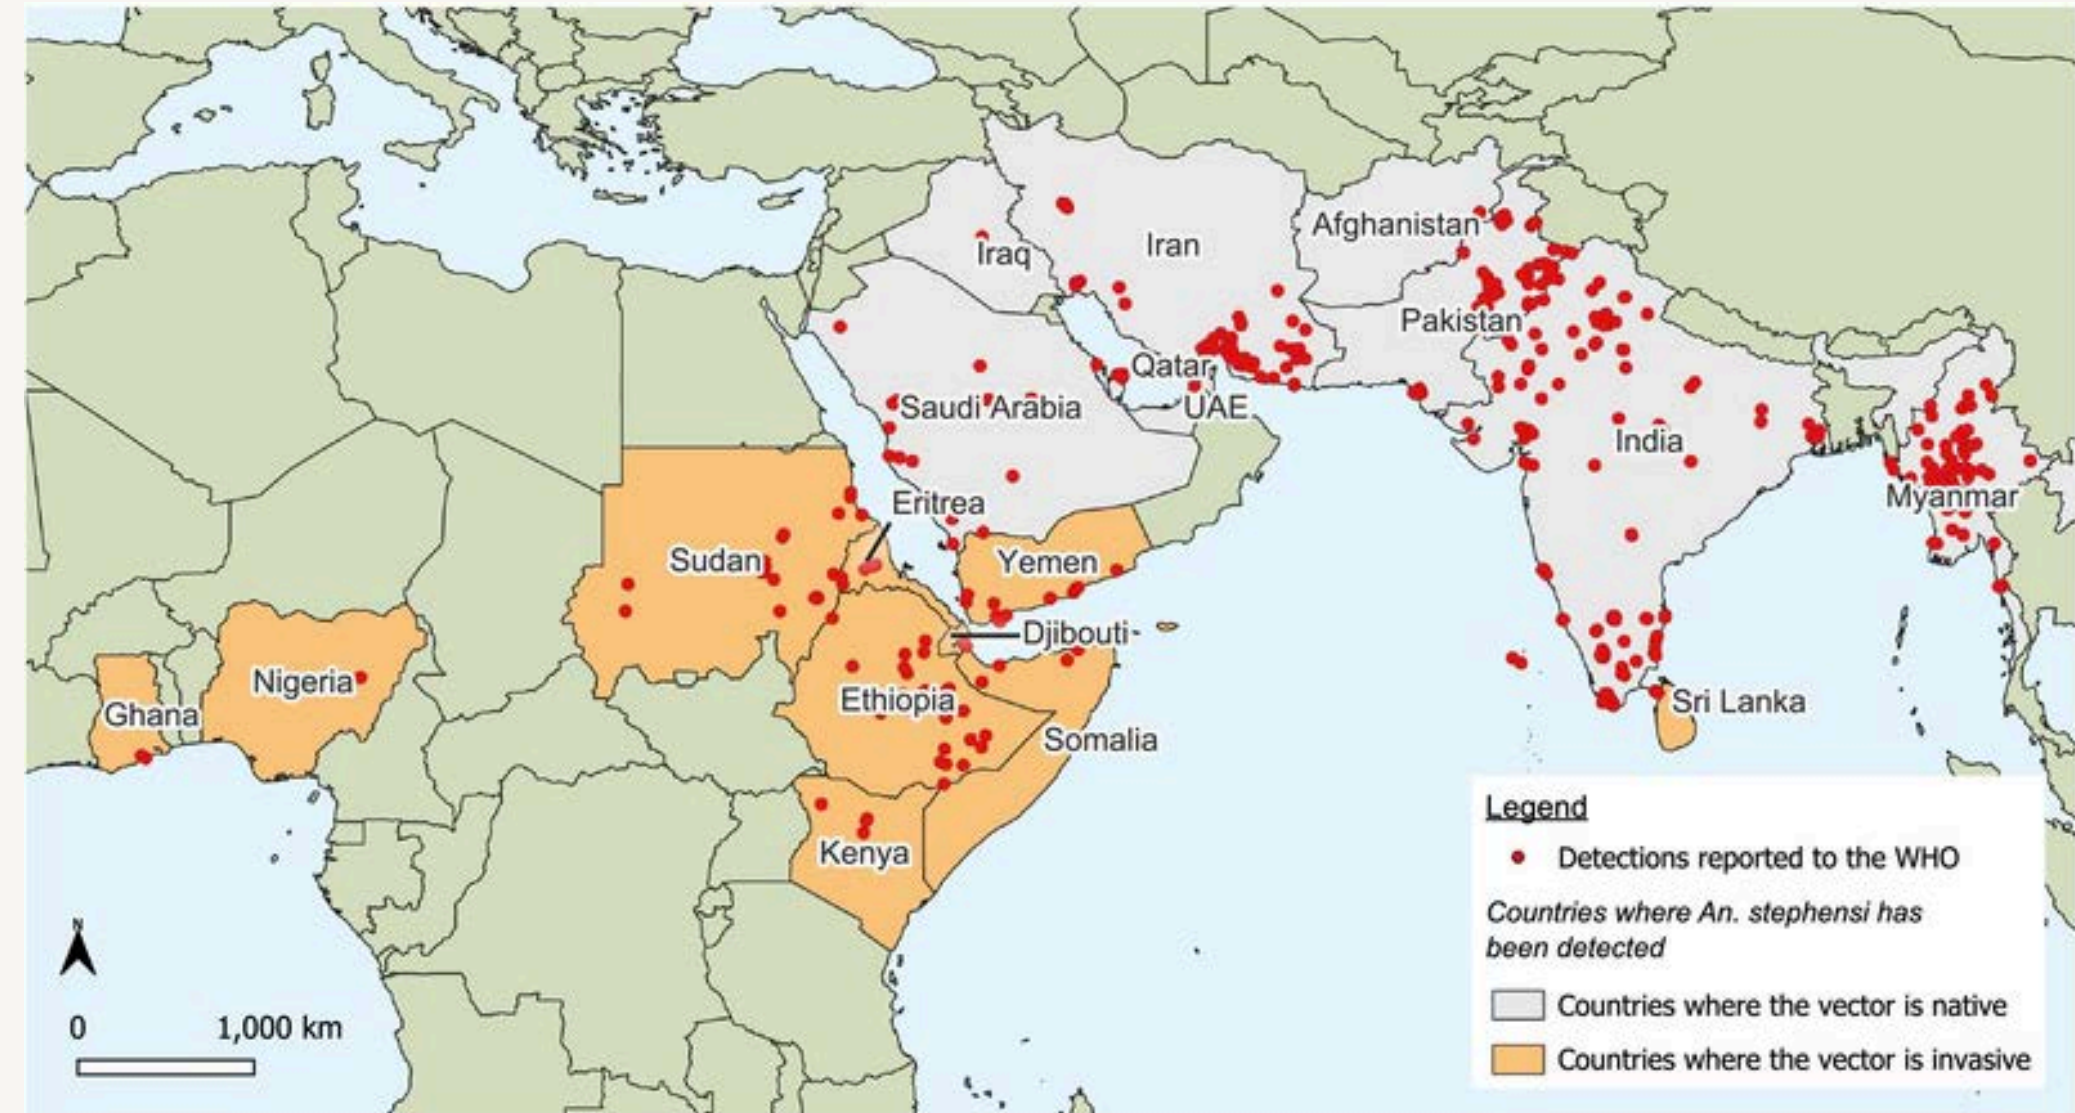 Afghanistan
Iraq
Iran
Pakistan
Qatar
UAE
Saudi Arabia
India
Myanmar
Eritrea
Sudan
Yemen
Djibouti
Nigeria
Ghana
Ethiopia
Sri Lanka
Somalia
Kenya
Legend
Detections reported to the WHO
Countries where An. stephensi has
been detected
Countries where the vector is native
Countries where the vector is invasive
N
0 1,000 km